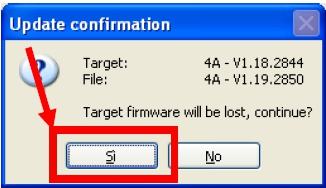 Update confirmation
Target: 4A - V1.18.2844
File: 4A - V1.19.2850
Target firmware will be lost, continue?
Sì No